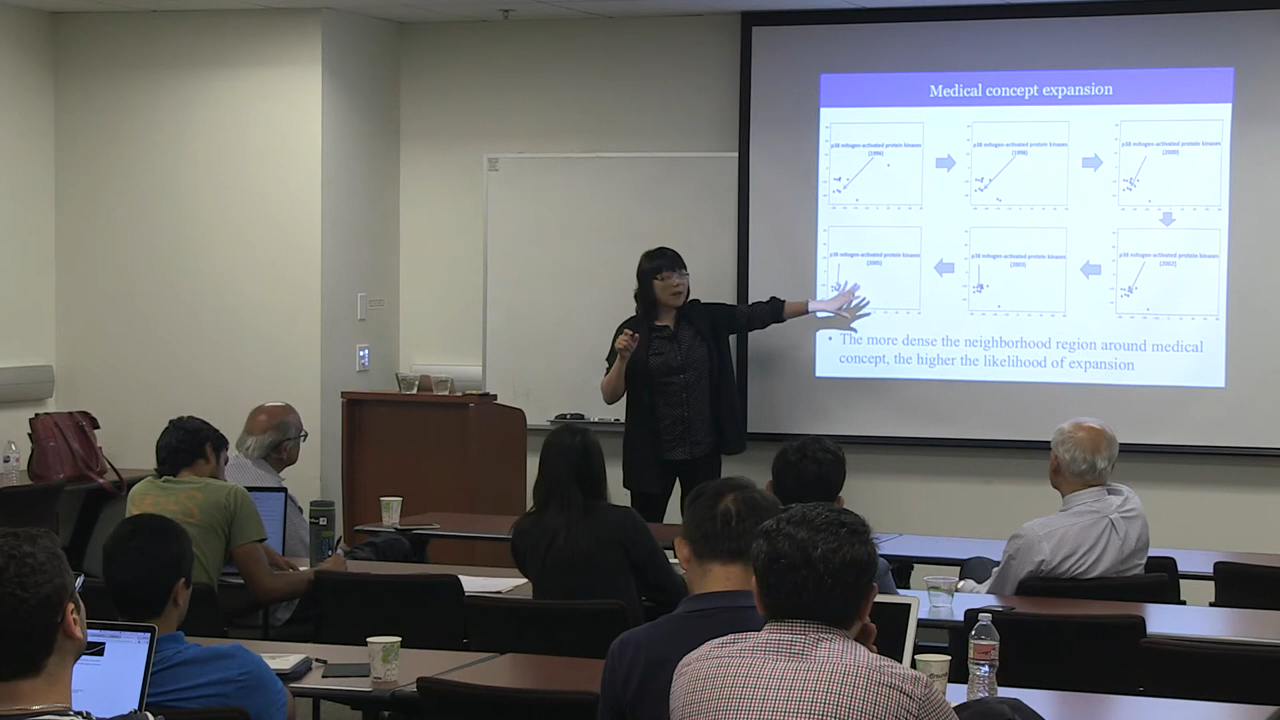 Medical concept expansion
p38 mitogen-activated protein kinases
(1996)
p38 mitogen-activated protein kinases
(1998)
p38 mitogen-activated protein kinases
(2000)
p38 mitogen-activated protein kinases
(2005)
p38 mitogen-activated protein kinases
(2003)
p38 mitogen-activated protein kinases
(2002)
• The more dense the neighborhood region around medical
concept, the higher the likelihood of expansion